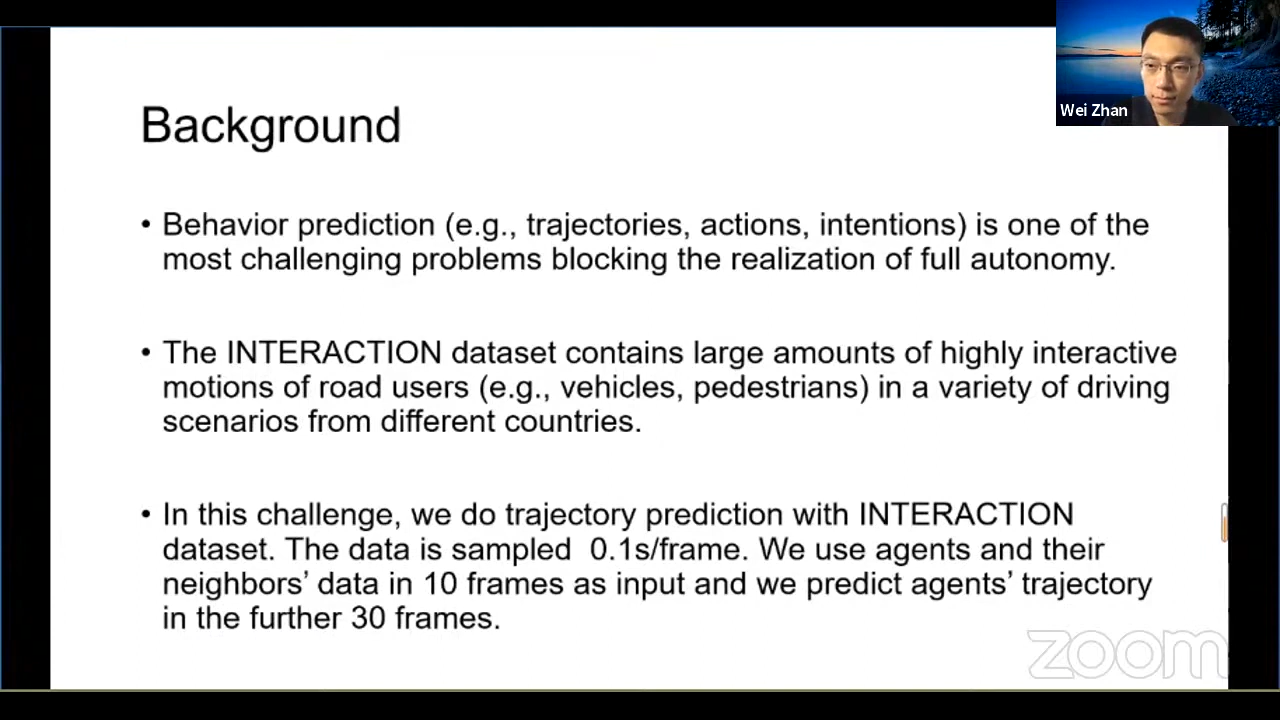 Wei Zhan
Background
• Behavior prediction (e.g., trajectories, actions, intentions) is one of the
most challenging problems blocking the realization of full autonomy.
• The INTERACTION dataset contains large amounts of highly interactive
motions of road users (e.g., vehicles, pedestrians) in a variety of driving
scenarios from different countries.
• In this challenge, we do trajectory prediction with INTERACTION
dataset. The data is sampled  0.1s/frame. We use agents and their
neighbors’ data in 10 frames as input and we predict agents’ trajectory
in the further 30 frames.
zoom